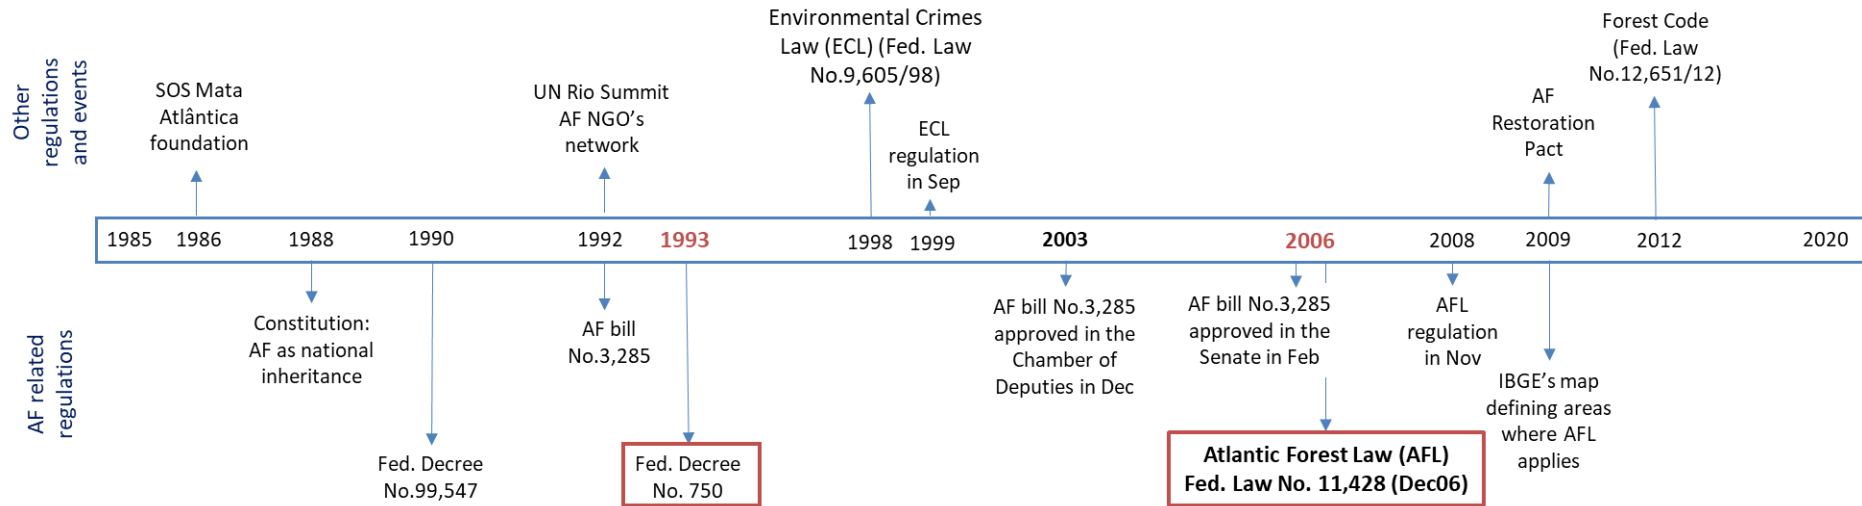 Other
regulations
and events
SOS Mata
Atlântica
foundation
UN Rio Summit
AF NGO's
network
Environmental Crimes
Law (ECL) (Fed. Law
No.9,605/98)
ECL
regulation
in Sep
AF
Restoration
Pact
Forest Code
(Fed. Law
No.12,651/12)
1985 1986 1988 1990 1992 1993 1998 1999 2003 2006 2008 2009 2012 2020
AF related
regulations
Constitution:
AF as national
inheritance
Fed. Decree
No.99,547
AF bill
No.3,285
Fed. Decree
No. 750
AF bill No.3,285
approved in the
Chamber of
Deputies in Dec
AF bill No.3,285
approved in the
Senate in Feb
Atlantic Forest Law (AFL)
Fed. Law No. 11,428 (Dec06)
AFL
regulation
in Nov
IBGE's map
defining areas
where AFL
applies